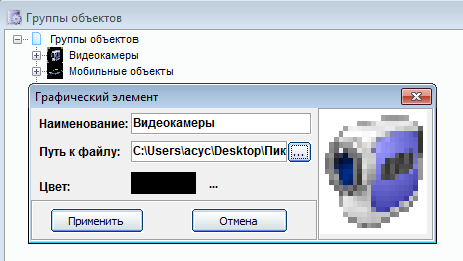 Группы объектов
Группы объектов
Видеокамеры
Мобильные объекты
Графический элемент
Наименование: Видеокамеры
Путь к файлу: C:\Users\acyc\Desktop\Пик ...
Цвет: ...
Применить Отмена